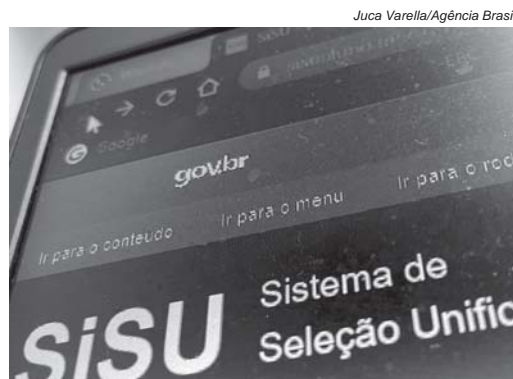 Juca Varella/Agência Brasi
Google
gov.br
Ir para o conteúdo Ir para o menu Ir para o rod
SiSU Sistema de
Seleção Unific